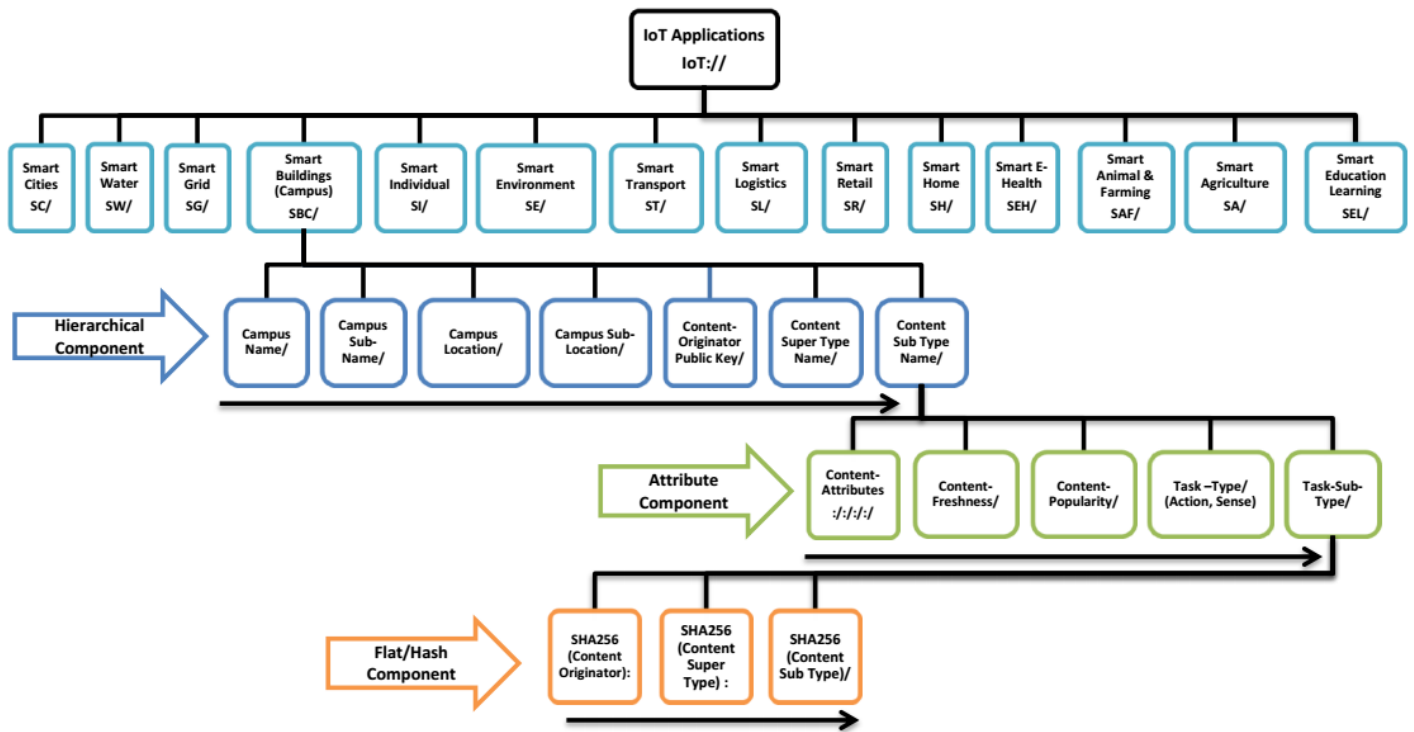 IoT Applications
IoT://
Smart
Cities
SC/
Smart
Water
SW/
Smart
Grid
SG/
Smart
Buildings
(Campus)
SBC/
Smart
Individual
SI/
Smart
Environment
SE/
Smart
Transport
ST/
Smart
Logistics
SL/
Smart
Retail
SR/
Smart
Home
SH/
Smart E-
Health
SEH/
Smart
Animal &
Farming
SAF/
Smart
Agriculture
SA/
Smart
Education
Learning
SEL/
Hierarchical
Component
Campus
Name/
Campus
Sub-
Name/
Campus
Location/
Campus Sub-
Location/
Content-
Originator
Public Key/
Content
Super Type
Name/
Content
Sub Type
Name/
Attribute
Component
Content-
Attributes
:/:/:/:/
Content-
Freshness/
Content-
Popularity/
Task –Type/
(Action, Sense)
Task-Sub-
Type/
Flat/Hash
Component
SHA256
(Content
Originator):
SHA256
(Content
Super
Type) :
SHA256
(Content
Sub Type)/